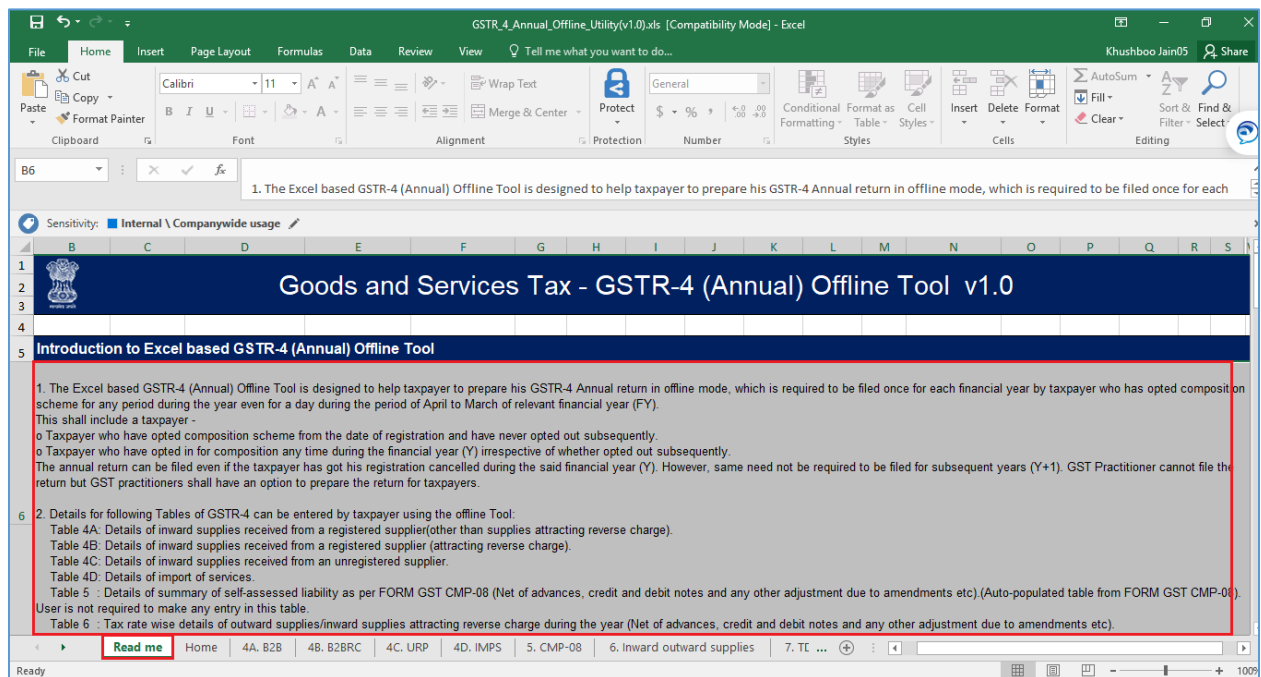 GSTR_4_Annual_Offline_Utility(v1.0).xls [Compatibility Mode] - Excel
File Home Insert Page Layout Formulas Data Review View Tell me what you want to do... Khushboo Jain05 Share
Paste
Cut
Copy
Format Painter
Clipboard
Calibri 11
B I U
Font
Wrap Text
Merge & Center
Alignment
Protect
Protection
General
$ % ,
Number
Conditional Formatting
Format as Table
Cell Styles
Styles
Insert Delete Format
Cells
AutoSum
Fill
Clear
Sort & Filter
Find & Select
Editing
B6 fx 1. The Excel based GSTR-4 (Annual) Offline Tool is designed to help taxpayer to prepare his GSTR-4 Annual return in offline mode, which is required to be filed once for each
Sensitivity: Internal \ Companywide usage
B C D E F G H I J K L M N O P Q R S
1
2
3
4
5
6
Goods and Services Tax - GSTR-4 (Annual) Offline Tool v1.0
Introduction to Excel based GSTR-4 (Annual) Offline Tool
1. The Excel based GSTR-4 (Annual) Offline Tool is designed to help taxpayer to prepare his GSTR-4 Annual return in offline mode, which is required to be filed once for each financial year by taxpayer who has opted composition
scheme for any period during the year even for a day during the period of April to March of relevant financial year (FY).
This shall include a taxpayer -
o Taxpayer who have opted composition scheme from the date of registration and have never opted out subsequently.
o Taxpayer who have opted in for composition any time during the financial year (Y) irrespective of whether opted out subsequently.
The annual return can be filed even if the taxpayer has got his registration cancelled during the said financial year (Y). However, same need not be required to be filed for subsequent years (Y+1). GST Practitioner cannot file the
return but GST practitioners shall have an option to prepare the return for taxpayers.
2. Details for following Tables of GSTR-4 can be entered by taxpayer using the offline Tool:
Table 4A: Details of inward supplies received from a registered supplier(other than supplies attracting reverse charge).
Table 4B: Details of inward supplies received from a registered supplier (attracting reverse charge).
Table 4C: Details of inward supplies received from an unregistered supplier.
Table 4D: Details of import of services.
Table 5 : Details of summary of self-assessed liability as per FORM GST CMP-08 (Net of advances, credit and debit notes and any other adjustment due to amendments etc).(Auto-populated table from FORM GST CMP-08).
User is not required to make any entry in this table.
Table 6 : Tax rate wise details of outward supplies/inward supplies attracting reverse charge during the year (Net of advances, credit and debit notes and any other adjustment due to amendments etc).
Read me Home 4A. B2B 4B. B2BRC 4C. URP 4D. IMPS 5. CMP-08 6. Inward outward supplies 7. TE ...
Ready 100%